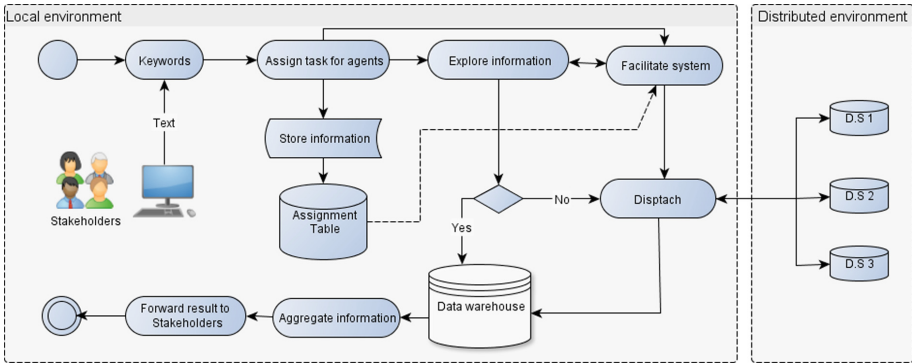 Local environment
Distributed environment
Keywords
Assign task for agents
Explore information
Facilitate system
Text
Store information
Stakeholders
Assignment
Table
No
Disptach
Yes
D.S 1
D.S 2
D.S 3
Data warehouse
Aggregate information
Forward result to
Stakeholders